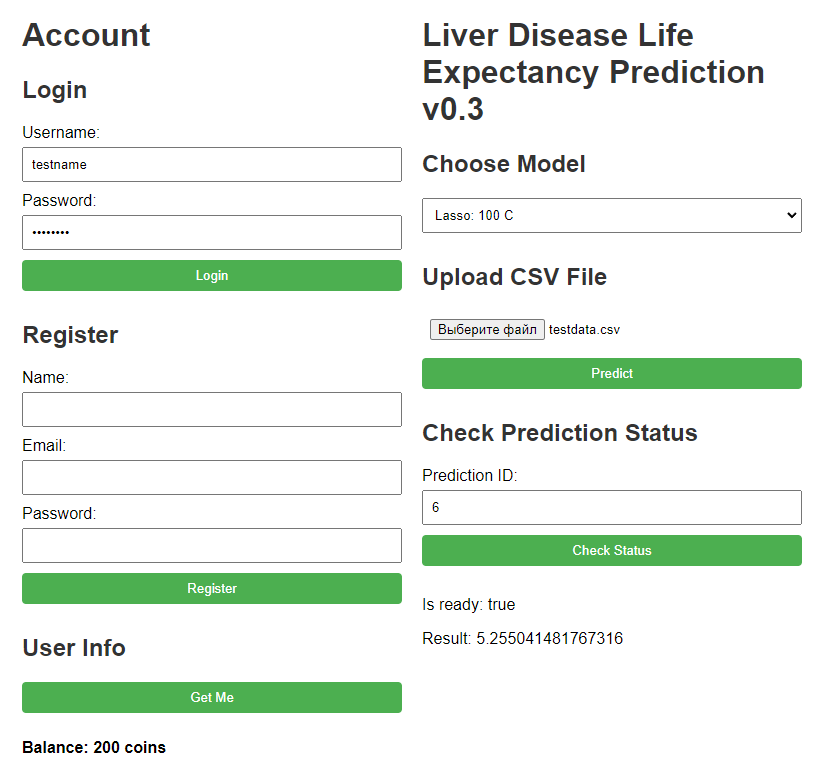 Account
Login
Username:
testname
Password:
••••••••
Login
Register
Name:
Email:
Password:
Register
User Info
Get Me
Balance: 200 coins
Liver Disease Life
Expectancy Prediction
v0.3
Choose Model
Lasso: 100 C
Upload CSV File
Выберите файл testdata.csv
Predict
Check Prediction Status
Prediction ID:
6
Check Status
Is ready: true
Result: 5.255041481767316